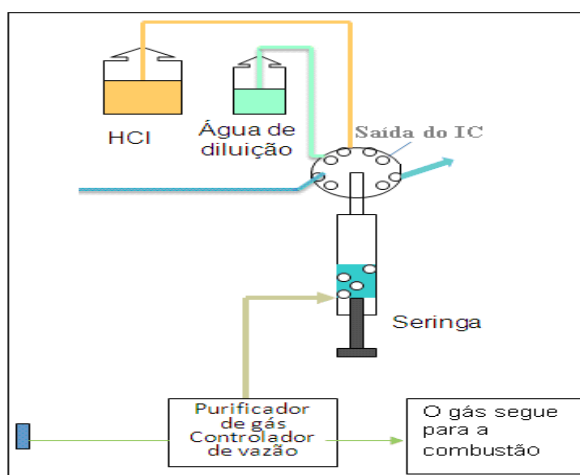 HCl
Água de
diluição
Saída do IC
Seringa
Purificador
de gás
Controlador
de vazão
O gás segue
para a
combustão